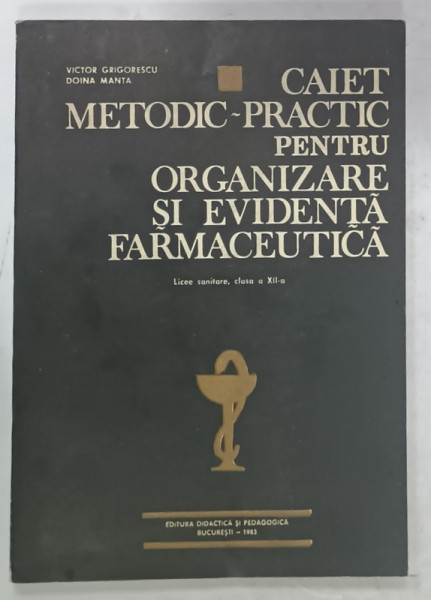 VICTOR GRIGORESCU
DOINA MANTA
CAIET
METODIC~PRACTIC
PENTRU
ORGANIZARE
ȘI EVIDENȚĂ
FARMACEUTICĂ
Licee sanitare, clasa a XII-a
EDITURA DIDACTICĂ ȘI PEDAGOGICĂ
BUCUREȘTI – 1983